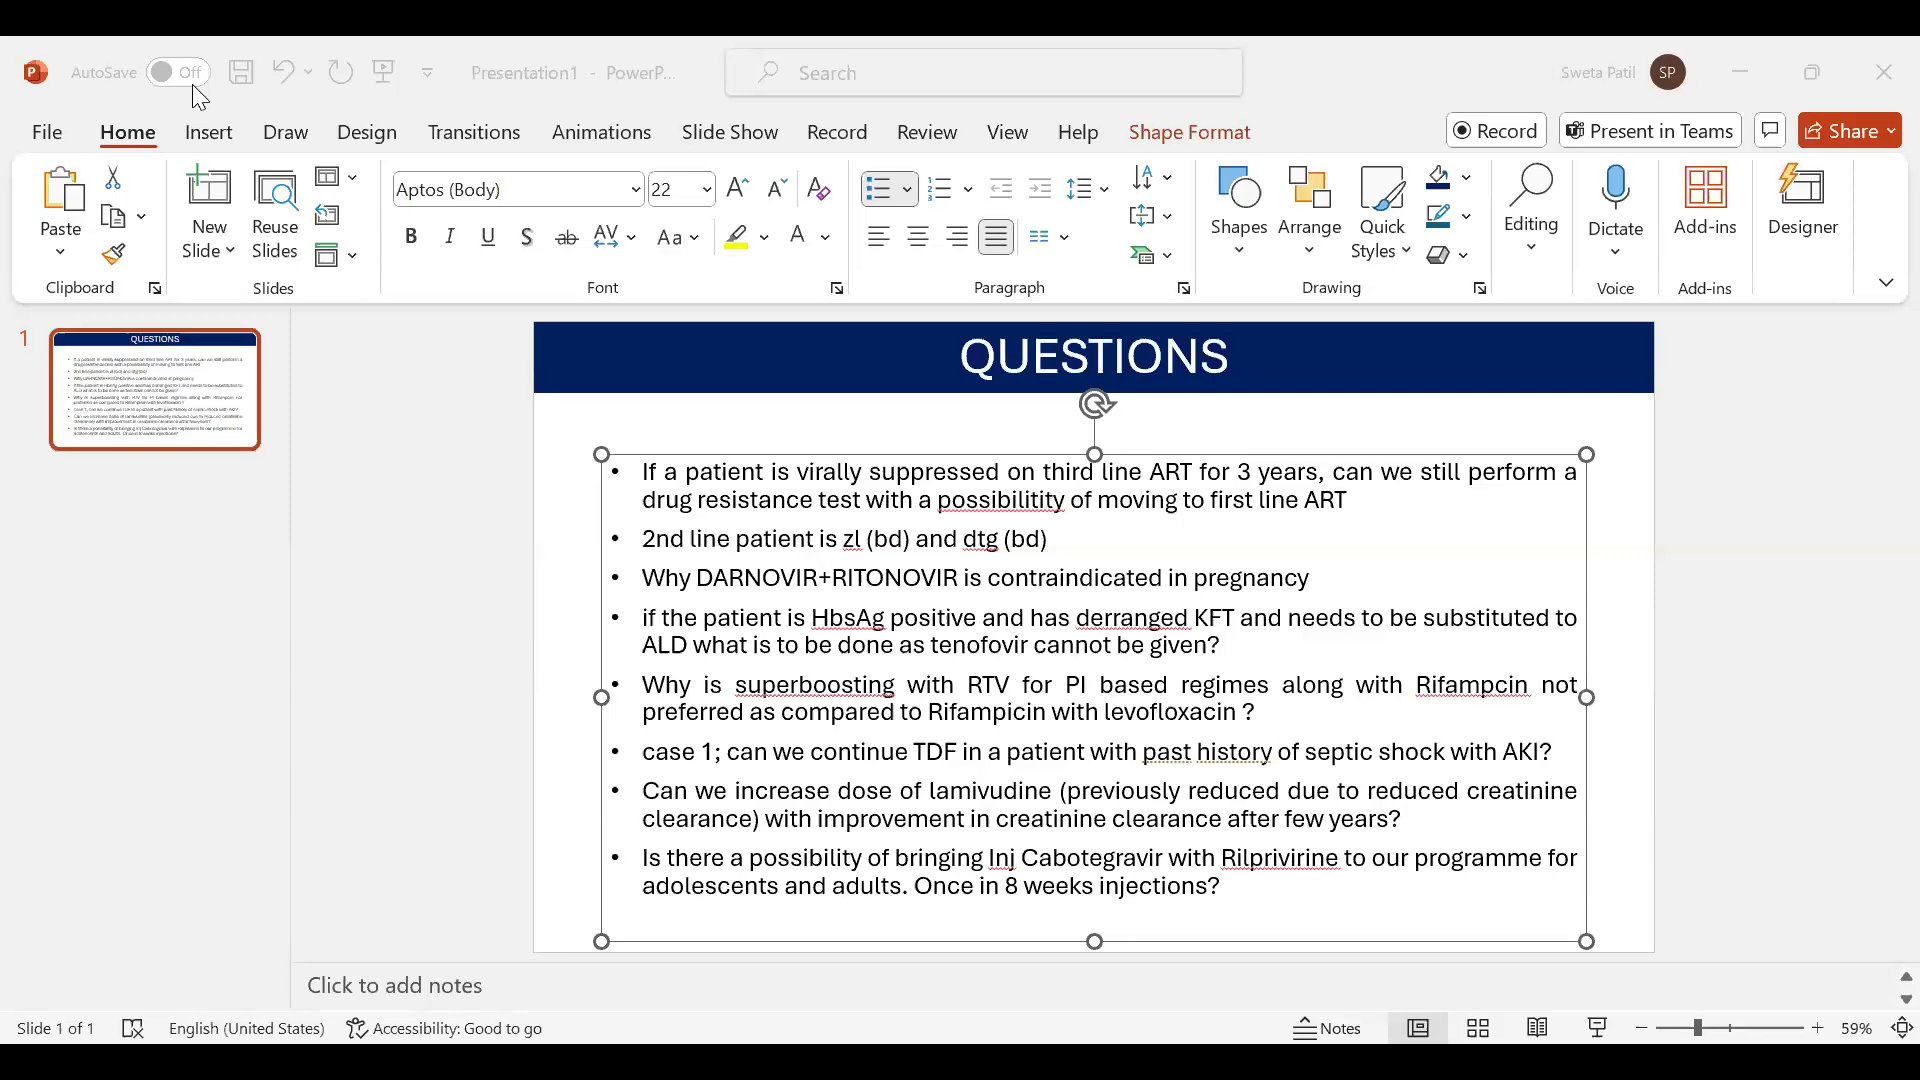 AutoSave Off Presentation1 - PowerP... Search Sweta Patil SP
File Home Insert Draw Design Transitions Animations Slide Show Record Review View Help Shape Format Record Present in Teams Share
Paste
New Slide
Reuse Slides
Aptos (Body) 22
B I U S ab AV Aa A
Shapes Arrange Quick Styles
Editing
Dictate
Add-ins
Designer
Clipboard Slides Font Paragraph Drawing Voice Add-ins
1
QUESTIONS
• If a patient is virally suppressed on third line ART for 3 years, can we still perform a
drug resistance test with a possibilitity of moving to first line ART
• 2nd line patient is zl (bd) and dtg (bd)
• Why DARNOVIR+RITONOVIR is contraindicated in pregnancy
• if the patient is HbsAg positive and has derranged KFT and needs to be substituted to
ALD what is to be done as tenofovir cannot be given?
• Why is superboosting with RTV for PI based regimes along with Rifampcin not
preferred as compared to Rifampicin with levofloxacin ?
• case 1; can we continue TDF in a patient with past history of septic shock with AKI?
• Can we increase dose of lamivudine (previously reduced due to reduced creatinine
clearance) with improvement in creatinine clearance after few years?
• Is there a possibility of bringing Inj Cabotegravir with Rilprivirine to our programme for
adolescents and adults. Once in 8 weeks injections?
Click to add notes
Slide 1 of 1 English (United States) Accessibility: Good to go Notes 59%